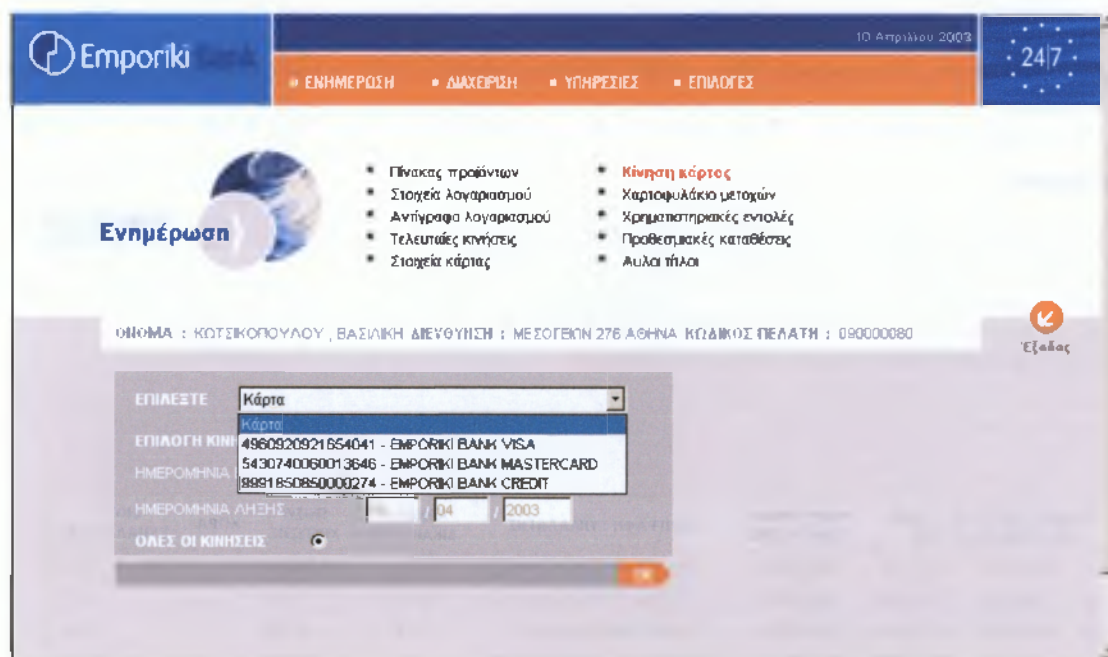 Emporiki
10 Απριλίου 2003
24|7
ΕΝΗΜΕΡΩΣΗ ΔΙΑΧΕΙΡΙΣΗ ΥΠΗΡΕΣΙΕΣ ΕΠΙΛΟΓΕΣ
Ενημέρωση
Πίνακας προϊόντων
Στοιχεία λογαριασμού
Αντίγραφα λογαριασμού
Τελευταίες κινήσεις
Στοιχεία κάρτας
Κίνηση κάρτας
Χαρτοφυλάκιο μετοχών
Χρηματιστηριακές εντολές
Προθεσμιακές καταθέσεις
Αυλοι τίτλοι
Έξοδος
ΟΝΟΜΑ : ΚΟΤΣΙΚΟΠΟΥΛΟΥ , ΒΑΣΙΛΙΚΗ ΔΙΕΥΘΥΝΣΗ : ΜΕΣΟΓΕΙΩΝ 276 ΑΘΗΝΑ ΚΩΔΙΚΟΣ ΠΕΛΑΤΗ : 090000080
ΕΠΙΛΕΞΤΕ Κάρτα
Κάρτα
ΕΠΙΛΟΓΗ ΚΙΝΗ
4960920921654041 - EMPORIKI BANK VISA
5430740060013646 - EMPORIKI BANK MASTERCARD
ΗΜΕΡΟΜΗΝΙΑ
9991850850000274 - EMPORIKI BANK CREDIT
ΗΜΕΡΟΜΗΝΙΑ ΛΗΞΗΣ / 04 / 2003
ΟΛΕΣ ΟΙ ΚΙΝΗΣΕΙΣ
OK